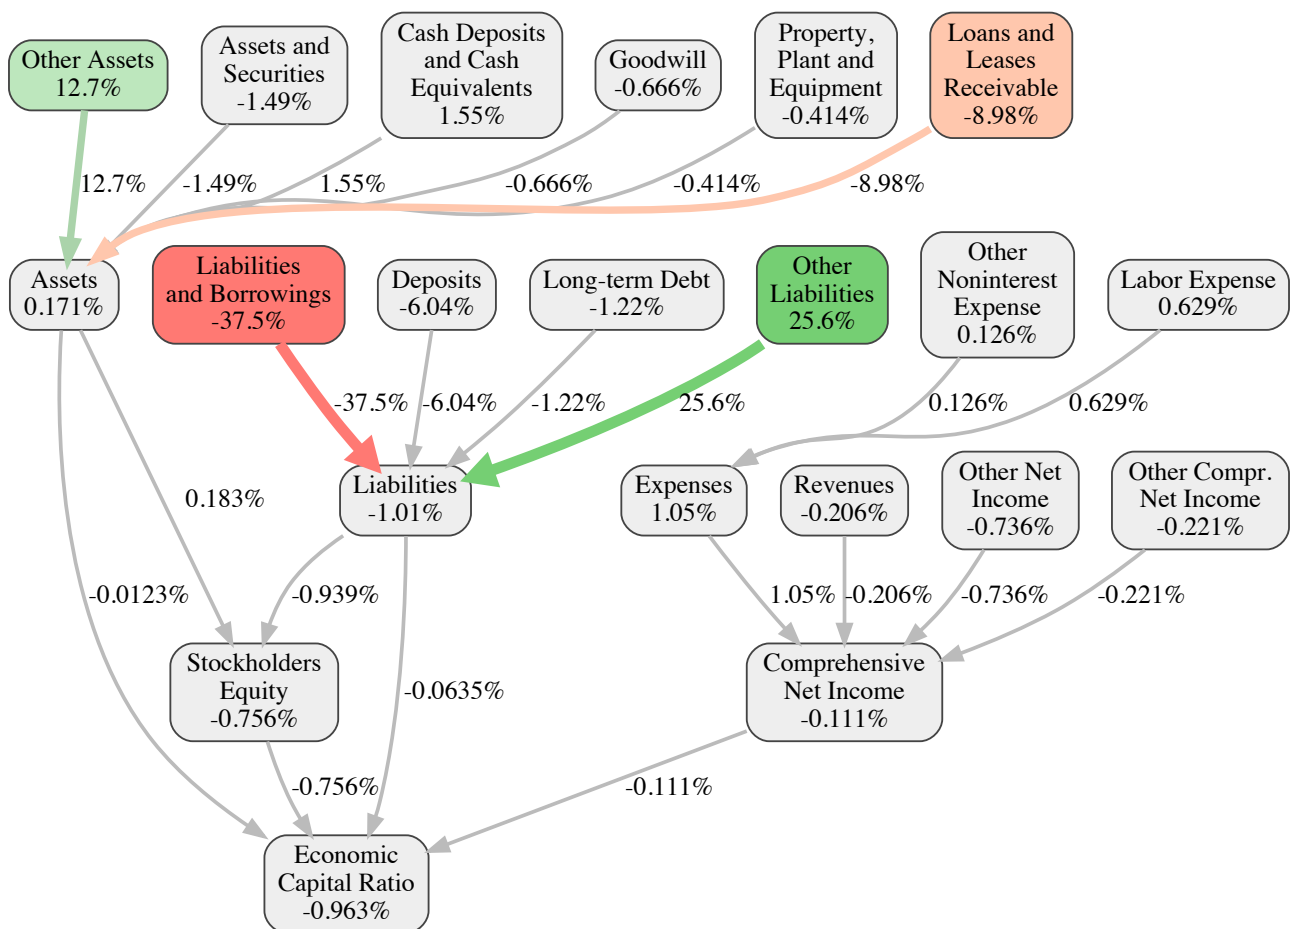 Other Assets
12.7%
Assets and
Securities
-1.49%
Cash Deposits
and Cash
Equivalents
1.55%
Goodwill
-0.666%
Property,
Plant and
Equipment
-0.414%
Loans and
Leases
Receivable
-8.98%
12.7%
-1.49%
1.55%
-0.666%
-0.414%
-8.98%
Assets
0.171%
Liabilities
and Borrowings
-37.5%
Deposits
-6.04%
Long-term Debt
-1.22%
Other
Liabilities
25.6%
Other
Noninterest
Expense
0.126%
Labor Expense
0.629%
-37.5%
-6.04%
-1.22%
25.6%
0.126%
0.629%
0.183%
Liabilities
-1.01%
Expenses
1.05%
Revenues
-0.206%
Other Net
Income
-0.736%
Other Compr.
Net Income
-0.221%
-0.0123%
-0.939%
1.05%
-0.206%
-0.736%
-0.221%
Stockholders
Equity
-0.756%
-0.0635%
Comprehensive
Net Income
-0.111%
-0.756%
-0.111%
Economic
Capital Ratio
-0.963%